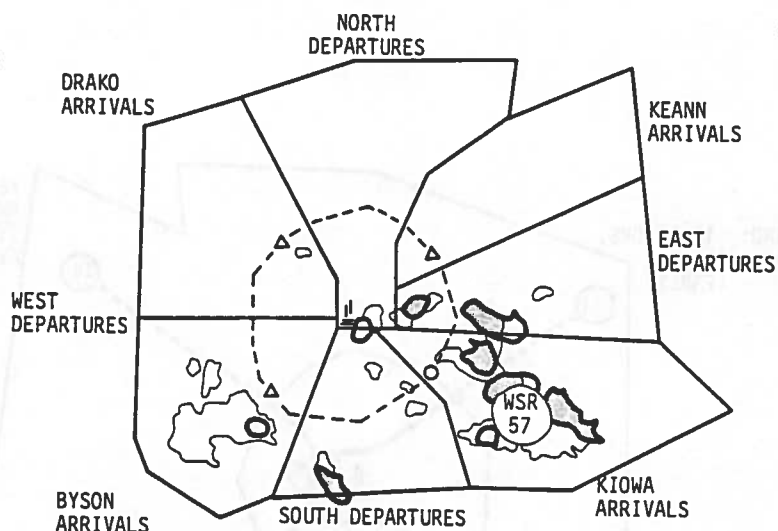 NORTH
DEPARTURES
DRAKO
ARRIVALS
KEANN
ARRIVALS
EAST
DEPARTURES
WEST
DEPARTURES
WSR
57
BYSON
ARRIVALS
SOUTH DEPARTURES
KIOWA
ARRIVALS